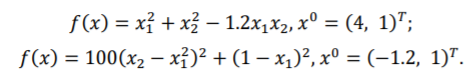 f(x) = x₁² + x₂² − 1.2x₁x₂, x⁰ = (4, 1)ᵀ;
f(x) = 100(x₂ − x₁²)² + (1 − x₁)², x⁰ = (−1.2, 1)ᵀ.